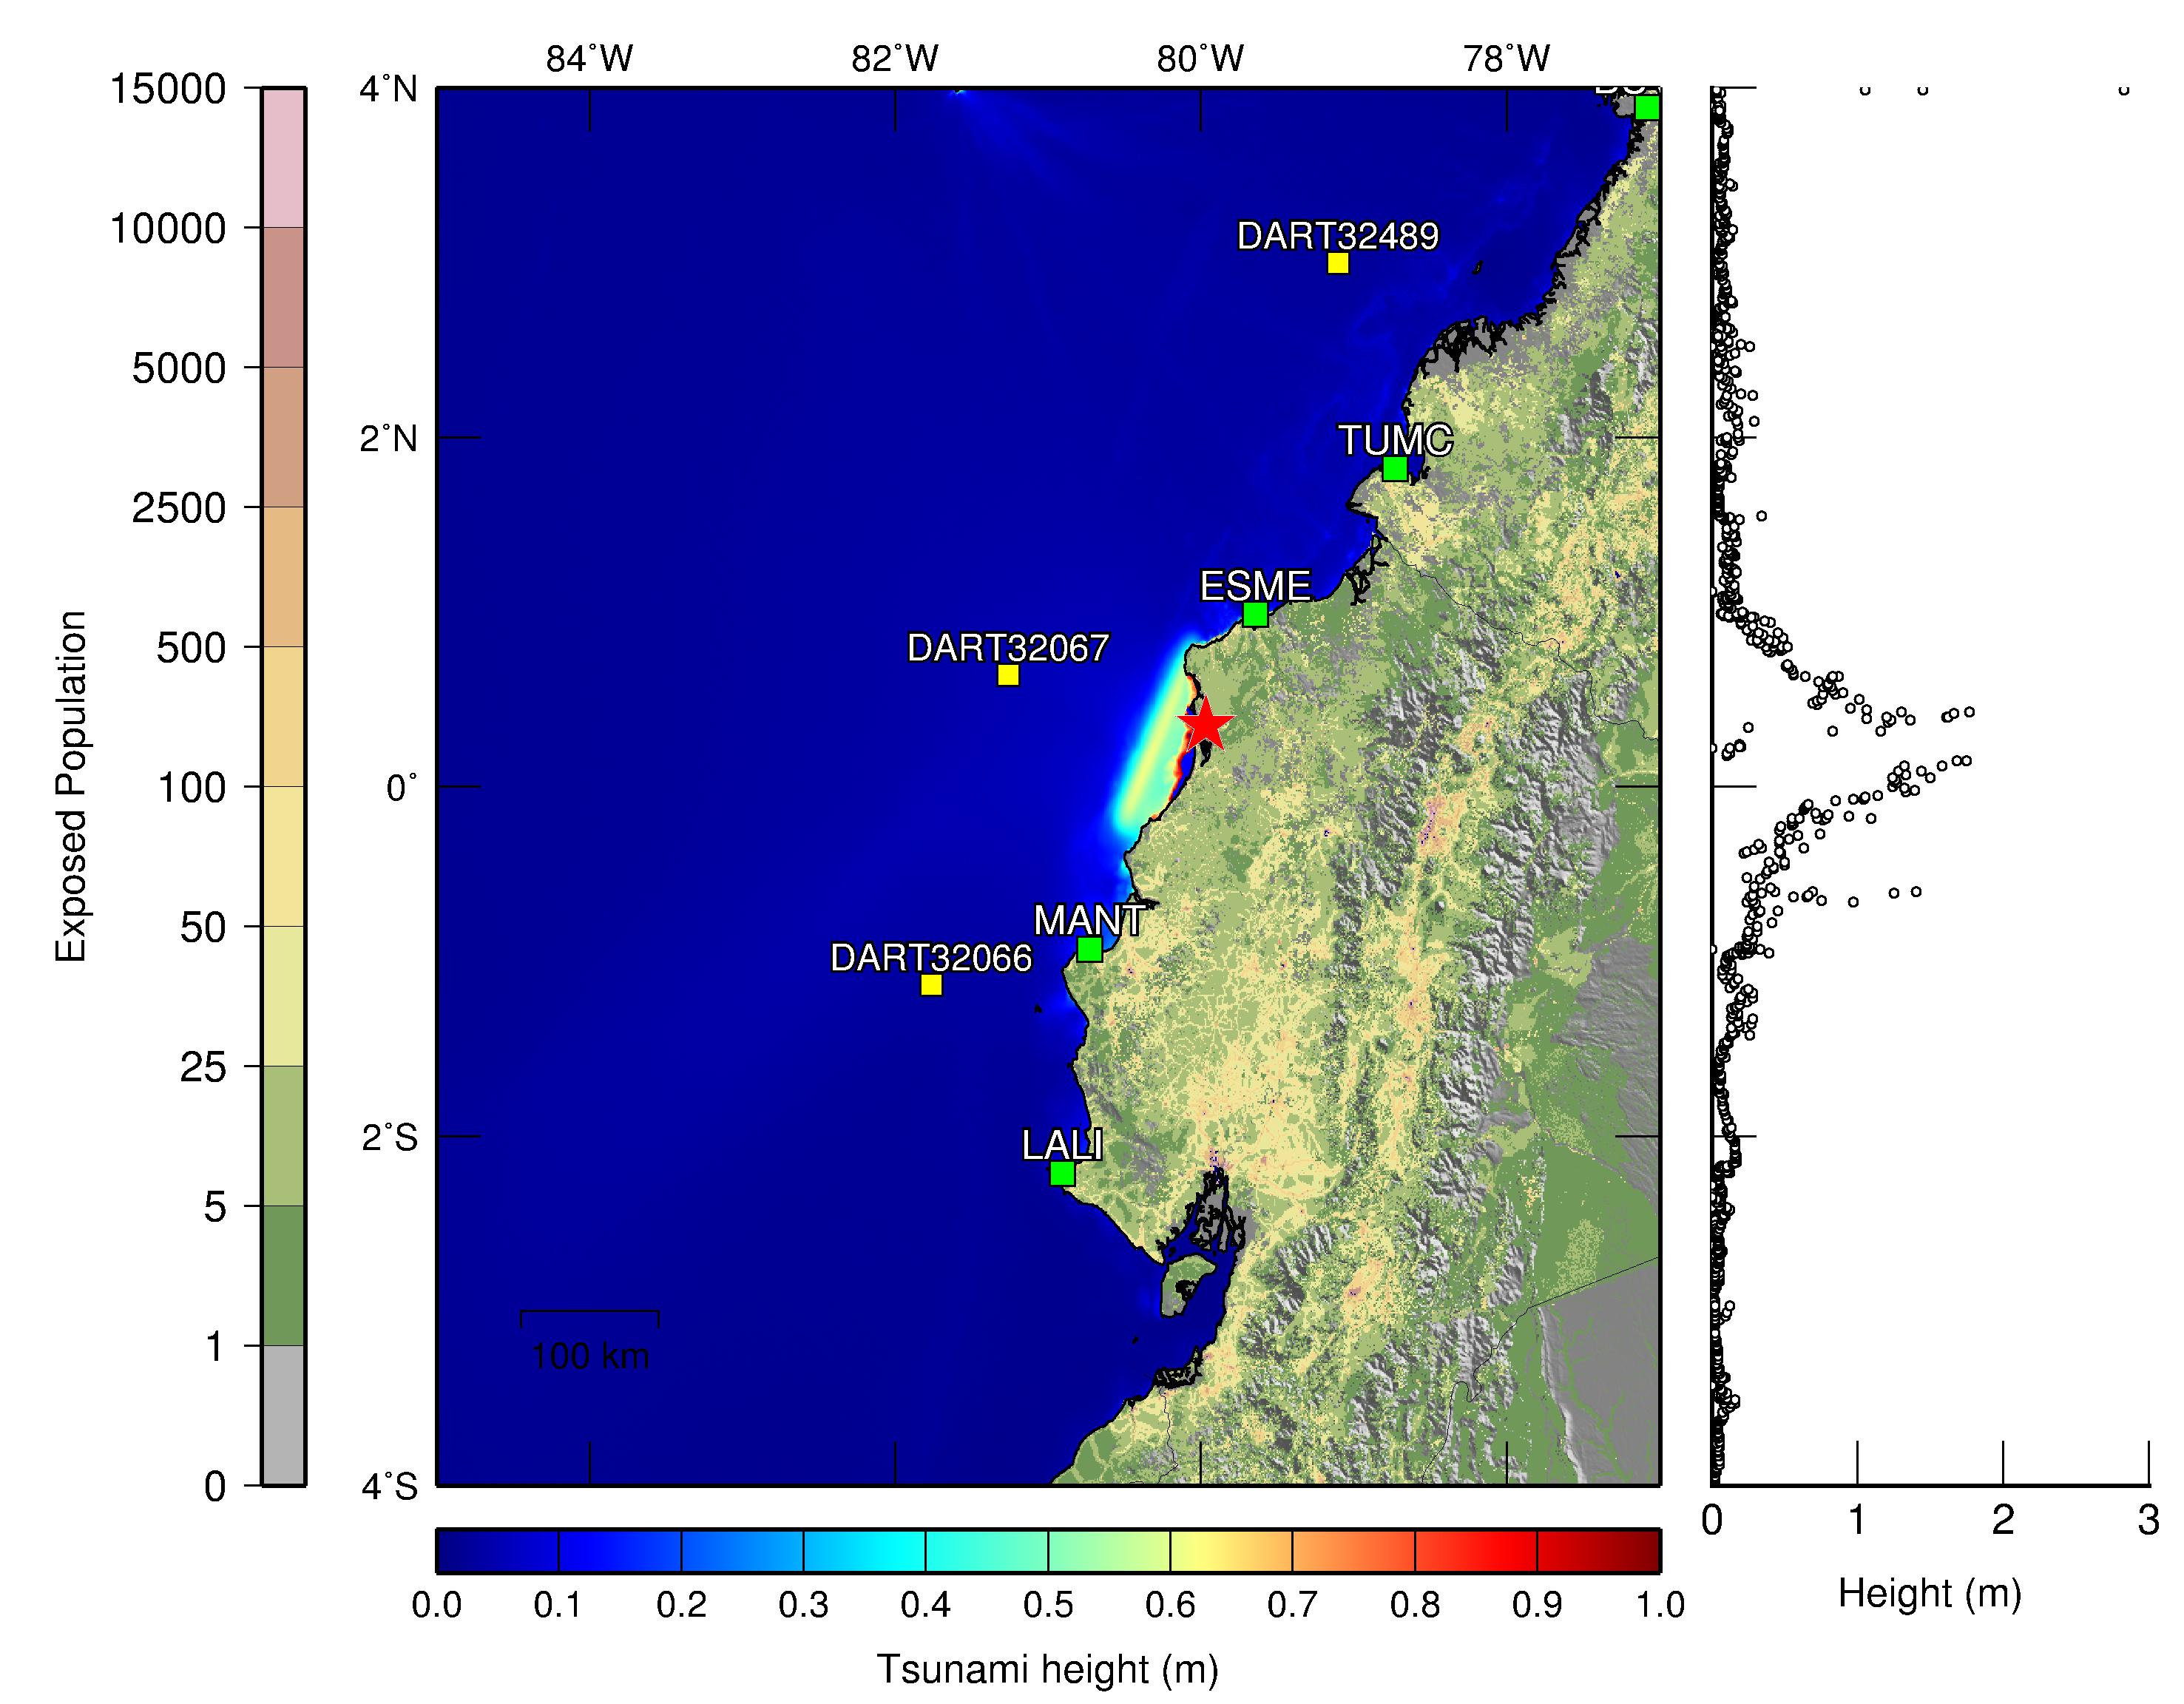 84˚W 82˚W 80˚W 78˚W
15000
10000
5000
2500
500
100
50
25
5
1
0
Exposed Population
4˚N
2˚N
0˚
2˚S
4˚S
DART32489
TUMC
ESME
DART32067
MANT
DART32066
LALI
100 km
0.0 0.1 0.2 0.3 0.4 0.5 0.6 0.7 0.8 0.9 1.0
Tsunami height (m)
0 1 2 3
Height (m)